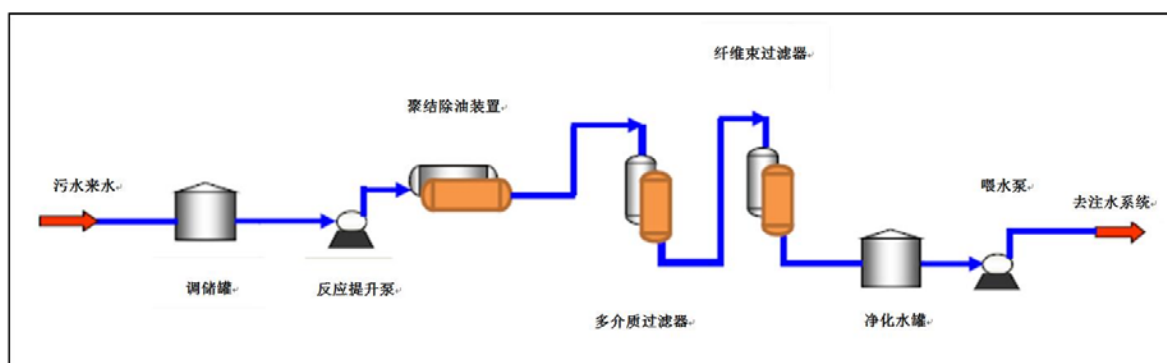 纤维束过滤器
聚结除油装置
污水来水
喂水泵
去注水系统
调储罐
反应提升泵
多介质过滤器
净化水罐